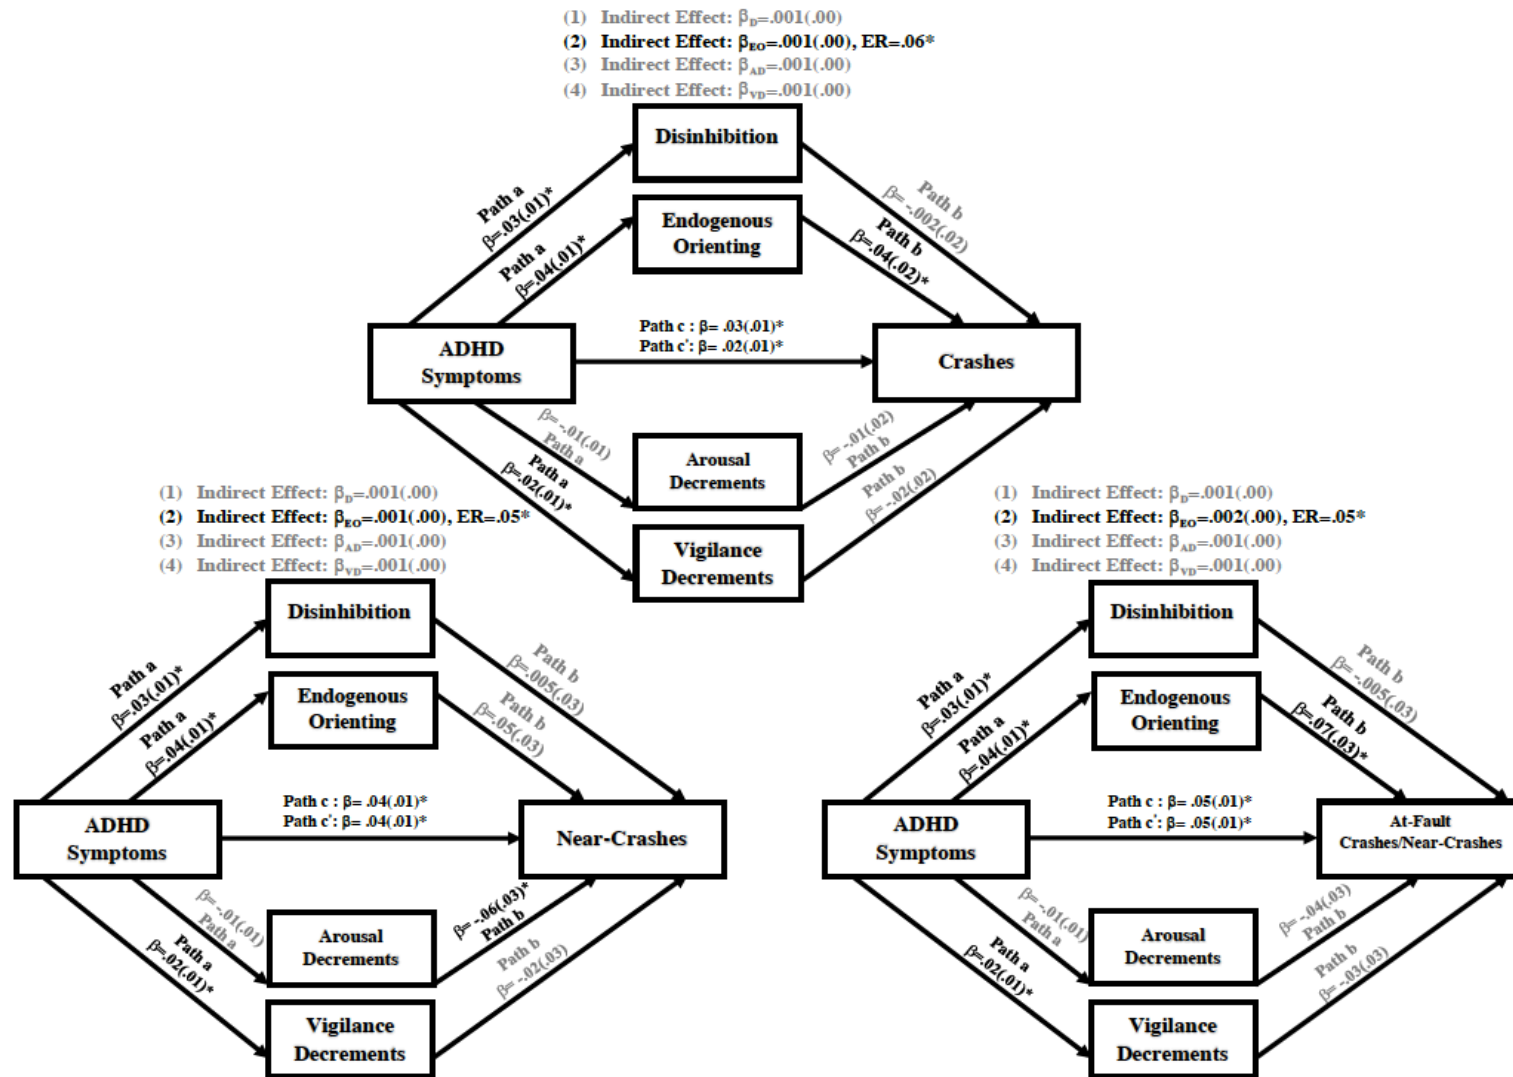 (1) Indirect Effect: βD=.001(.00)
(2) Indirect Effect: βEO=.001(.00), ER=.06*
(3) Indirect Effect: βAD=.001(.00)
(4) Indirect Effect: βVD=.001(.00)
Disinhibition
Path a
β=.03(.01)*
Path b
β= -.002(.02)
Endogenous
Orienting
Path a
β=.04(.01)*
Path b
β=.04(.02)*
ADHD
Symptoms
Path c : β= .03(.01)*
Path c': β= .02(.01)*
Crashes
β= -.01(.01)
Path a
Arousal
Decrements
β= -.01(.02)
Path b
Path a
β=.02(.01)*
Vigilance
Decrements
Path b
β= -.02(.02)
(1) Indirect Effect: βD=.001(.00)
(2) Indirect Effect: βEO=.001(.00), ER=.05*
(3) Indirect Effect: βAD=.001(.00)
(4) Indirect Effect: βVD=.001(.00)
Disinhibition
Path a
β=.03(.01)*
Path b
β=.005(.03)
Endogenous
Orienting
Path a
β=.04(.01)*
Path b
β=.05(.03)
ADHD
Symptoms
Path c : β= .04(.01)*
Path c': β= .04(.01)*
Near-Crashes
β= -.01(.01)
Path a
Arousal
Decrements
β= -.06(.03)*
Path b
Path a
β=.02(.01)*
Vigilance
Decrements
Path b
β= -.02(.03)
(1) Indirect Effect: βD=.001(.00)
(2) Indirect Effect: βEO=.002(.00), ER=.05*
(3) Indirect Effect: βAD=.001(.00)
(4) Indirect Effect: βVD=.001(.00)
Disinhibition
Path a
β=.03(.01)*
Path b
β= -.005(.03)
Endogenous
Orienting
Path a
β=.04(.01)*
Path b
β=.07(.03)*
ADHD
Symptoms
Path c : β= .05(.01)*
Path c': β= .05(.01)*
At-Fault
Crashes/Near-Crashes
β= -.01(.01)
Path a
Arousal
Decrements
β= -.04(.03)
Path b
Path a
β=.02(.01)*
Vigilance
Decrements
Path b
β= -.03(.03)